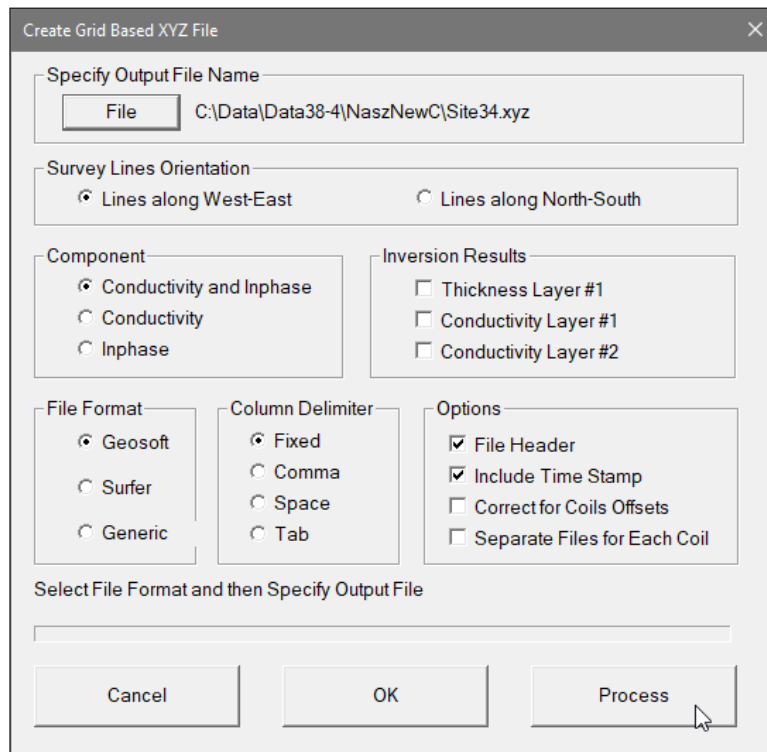 Create Grid Based XYZ File
Specify Output File Name
File C:\Data\Data38-4\NaszNewC\Site34.xyz
Survey Lines Orientation
Lines along West-East Lines along North-South
Component
Conductivity and Inphase
Conductivity
Inphase
Inversion Results
Thickness Layer #1
Conductivity Layer #1
Conductivity Layer #2
File Format
Geosoft
Surfer
Generic
Column Delimiter
Fixed
Comma
Space
Tab
Options
File Header
Include Time Stamp
Correct for Coils Offsets
Separate Files for Each Coil
Select File Format and then Specify Output File
Cancel OK Process